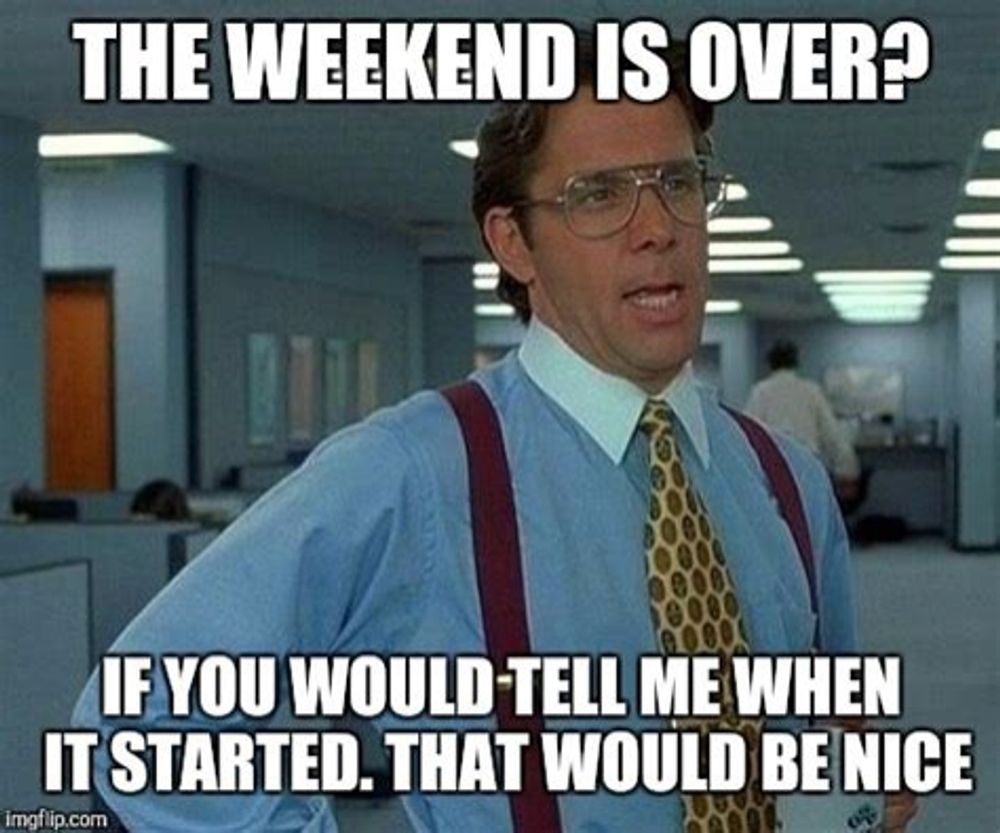 THE WEEKEND IS OVER?
IF YOU WOULD TELL ME WHEN
IT STARTED. THAT WOULD BE NICE
imgflip.com